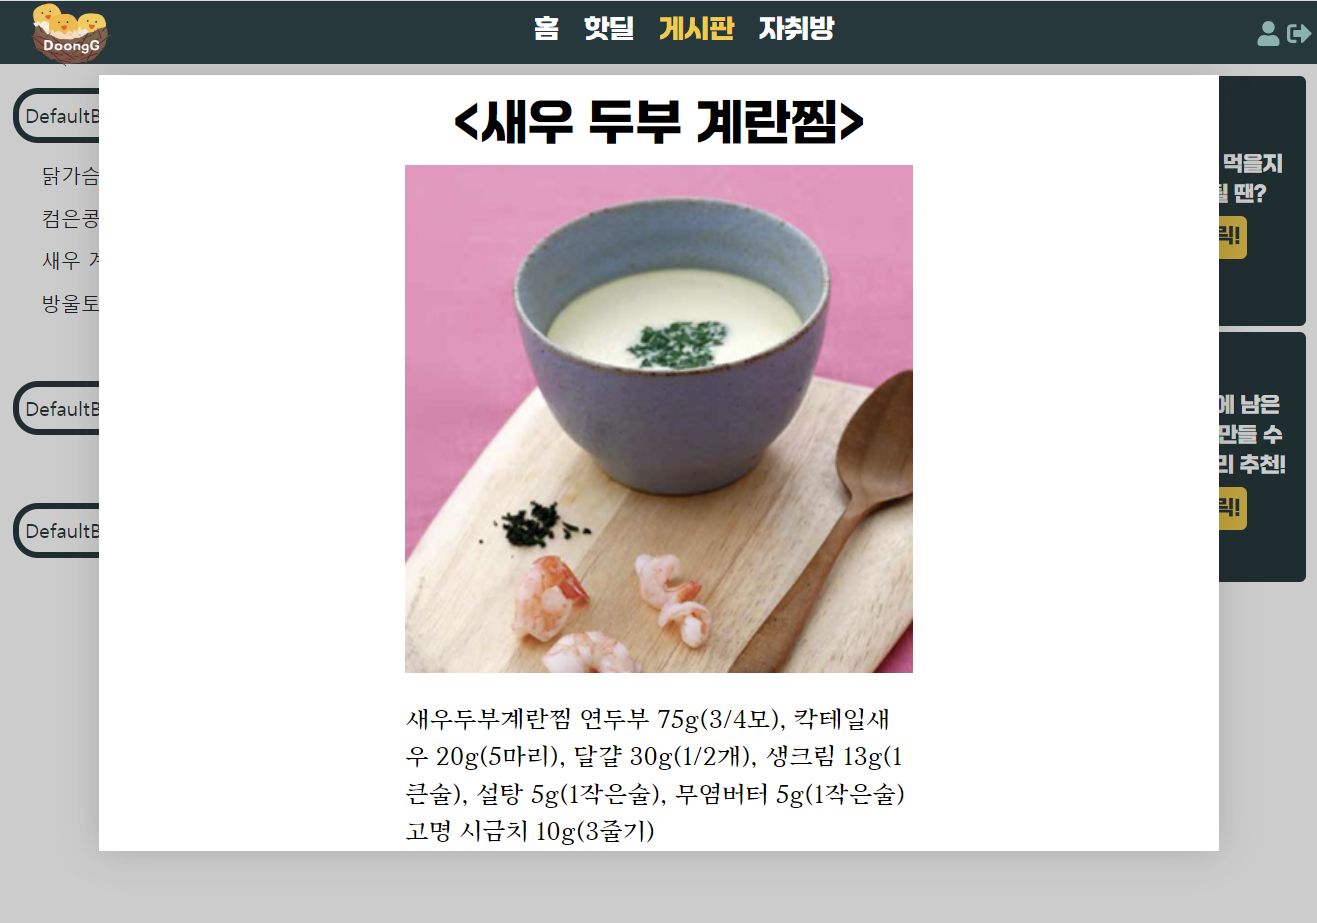 DoongG
홈 핫딜 게시판 자취방
<새우 두부 계란찜>
DefaultB
닭가슴
컴은콩
새우
방울토
DefaultB
DefaultB
먹을지
땐?
릭!
에 남은
만들 수
리 추천!
릭!
새우두부계란찜 연두부 75g(3/4모), 칵테일새
우 20g(5마리), 달걀 30g(1/2개), 생크림 13g(1
큰술), 설탕 5g(1작은술), 무염버터 5g(1작은술)
고명 시금치 10g(3줄기)